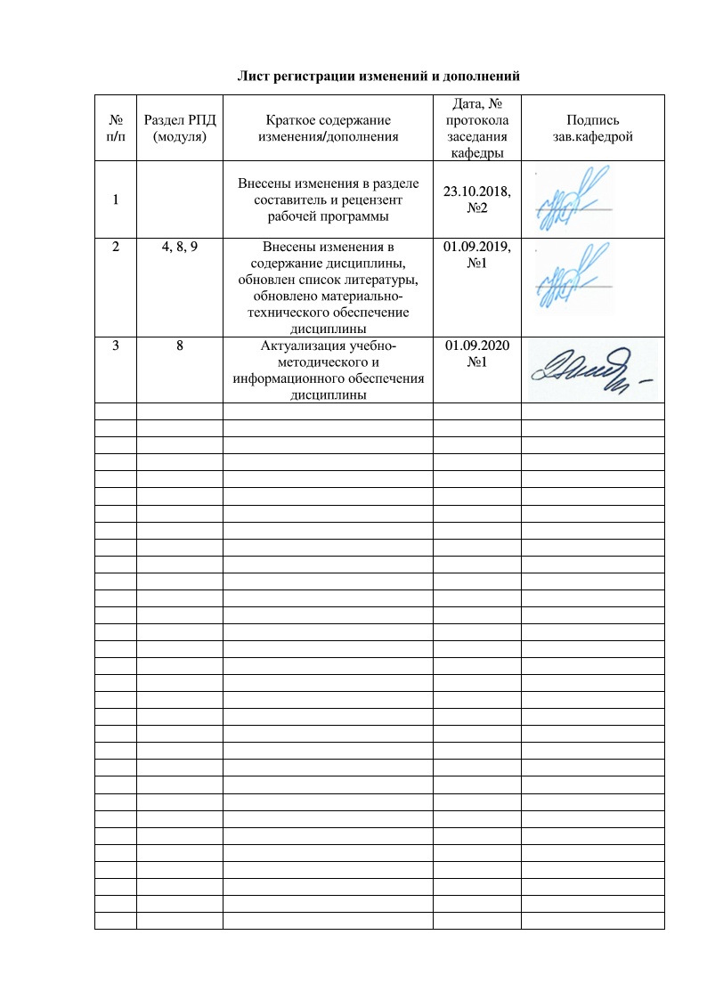 Лист регистрации изменений и дополнений
№
п/п
Раздел РПД
(модуля)
Краткое содержание
изменения/дополнения
Дата, №
протокола
заседания
кафедры
Подпись
зав.кафедрой
1
Внесены изменения в разделе
составитель и рецензент
рабочей программы
23.10.2018,
№2
2
4, 8, 9
Внесены изменения в
содержание дисциплины,
обновлен список литературы,
обновлено материально-
технического обеспечение
дисциплины
01.09.2019,
№1
3
8
Актуализация учебно-
методического и
информационного обеспечения
дисциплины
01.09.2020
№1